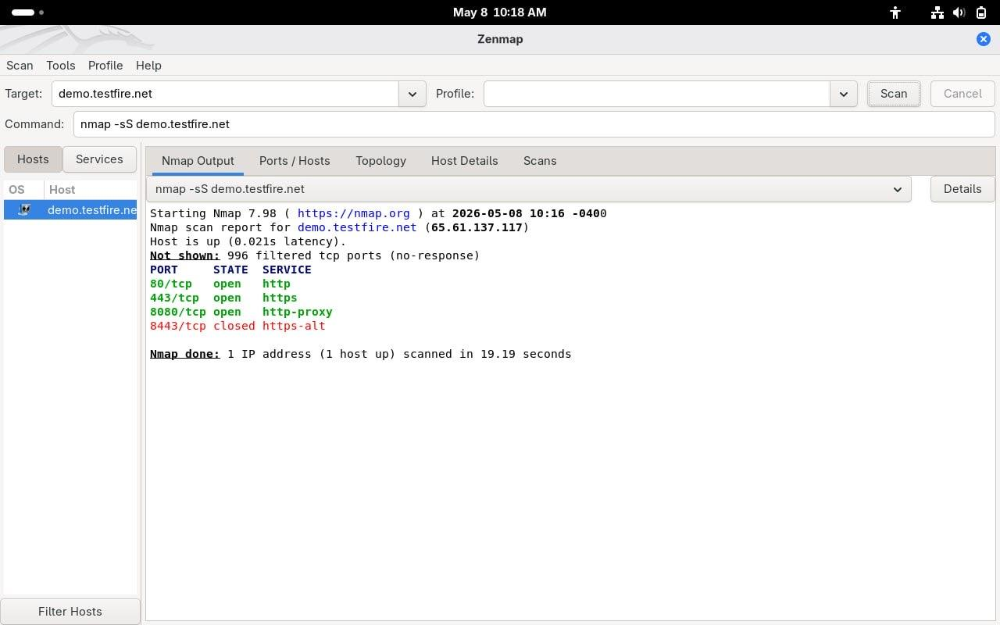 May 8 10:18 AM
Zenmap
Scan Tools Profile Help
Target: demo.testfire.net Profile: Scan Cancel
Command: nmap -sS demo.testfire.net
Hosts Services Nmap Output Ports / Hosts Topology Host Details Scans
OS Host nmap -sS demo.testfire.net Details
demo.testfire.ne
Starting Nmap 7.98 ( https://nmap.org ) at 2026-05-08 10:16 -0400
Nmap scan report for demo.testfire.net (65.61.137.117)
Host is up (0.021s latency).
Not shown: 996 filtered tcp ports (no-response)
PORT     STATE  SERVICE
80/tcp   open   http
443/tcp  open   https
8080/tcp open   http-proxy
8443/tcp closed https-alt
Nmap done: 1 IP address (1 host up) scanned in 19.19 seconds
Filter Hosts